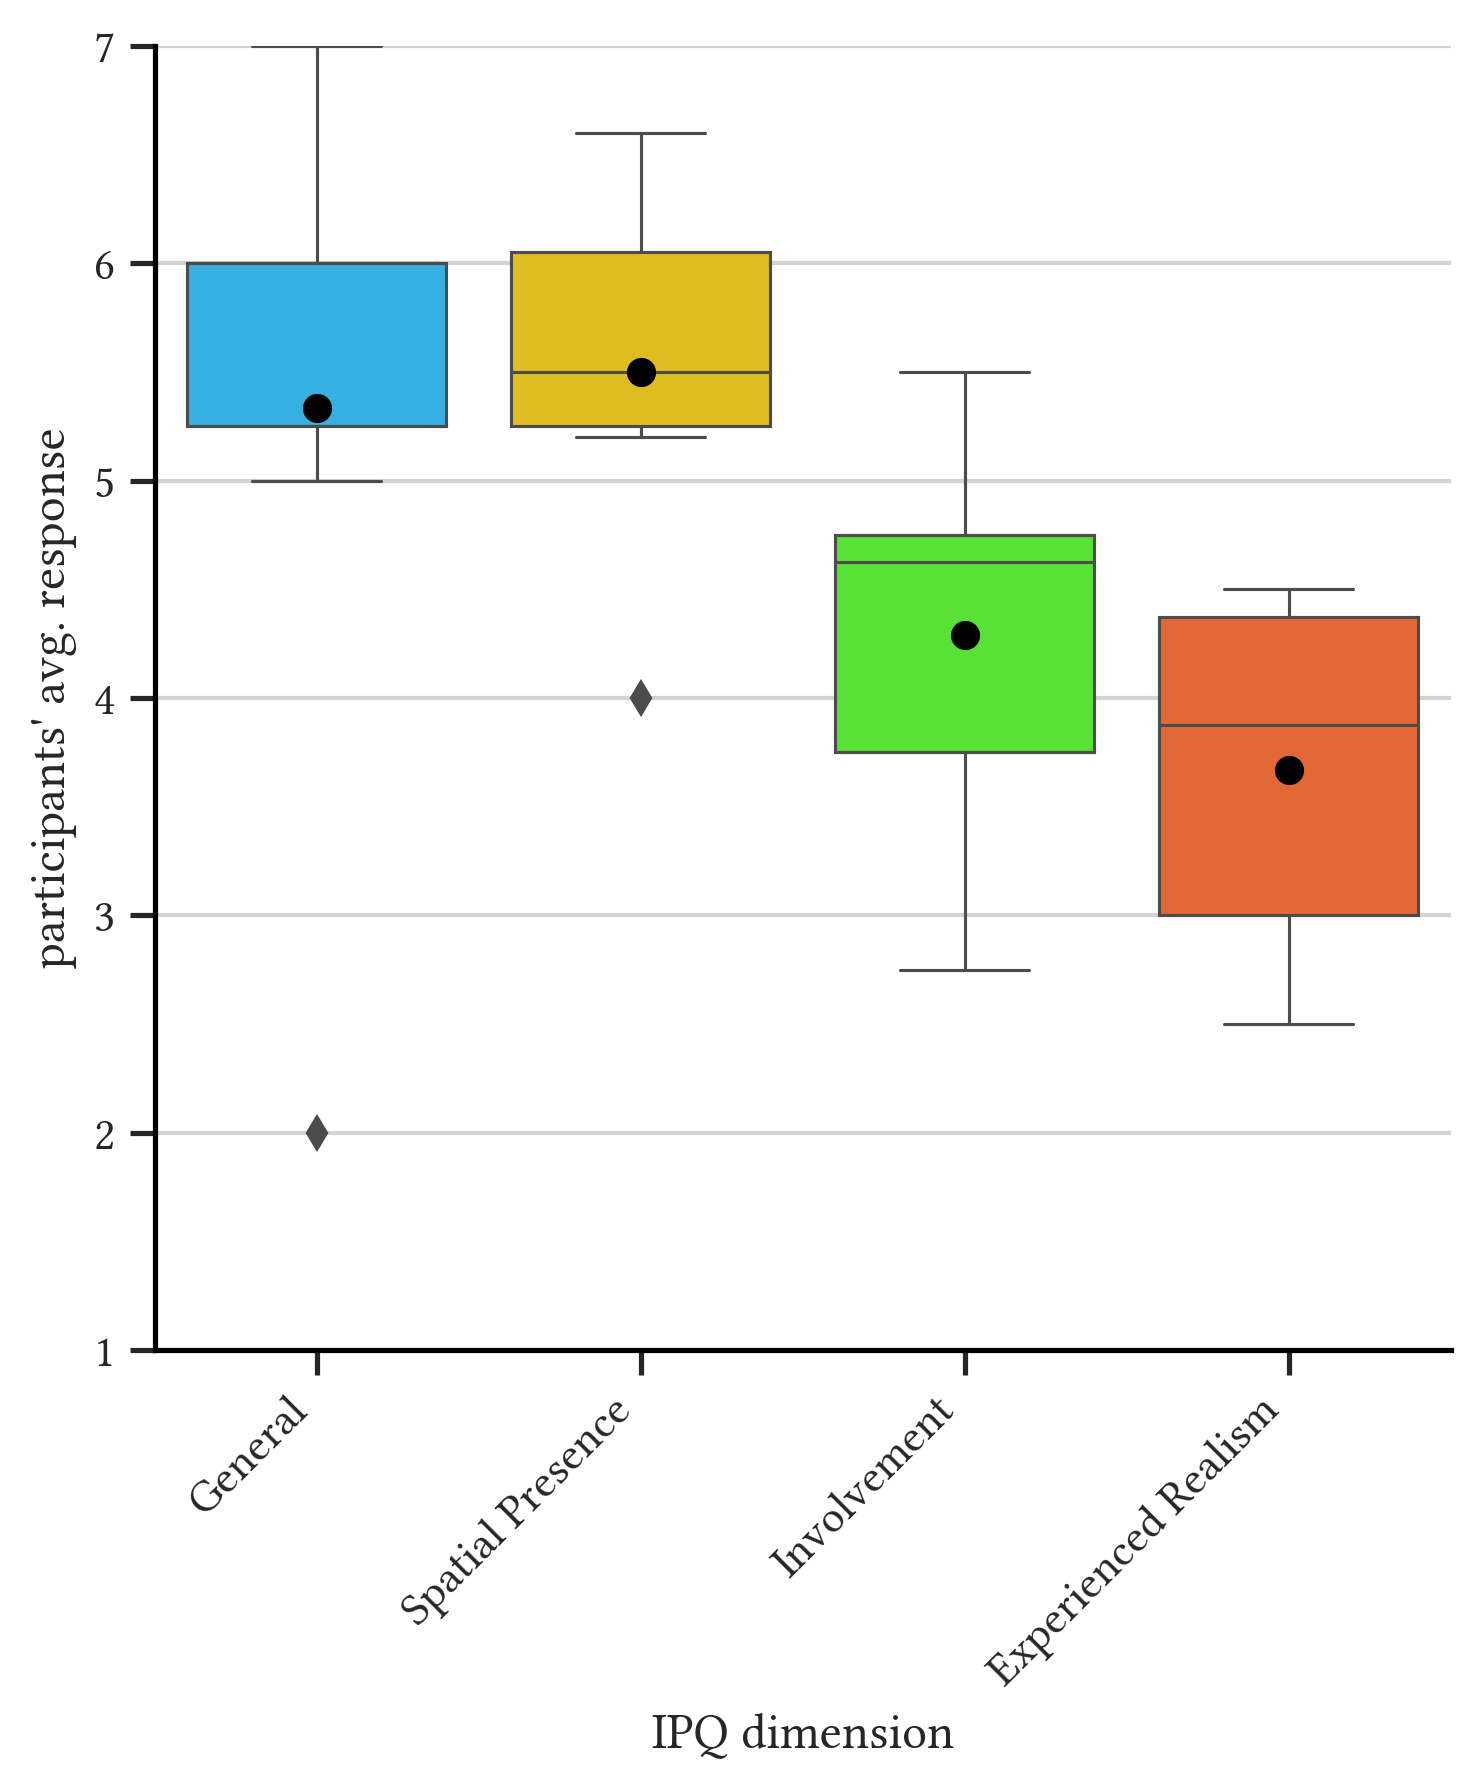 7
6
5
4
3
2
1
participants' avg. response
General
Spatial Presence
Involvement
Experienced Realism
IPQ dimension